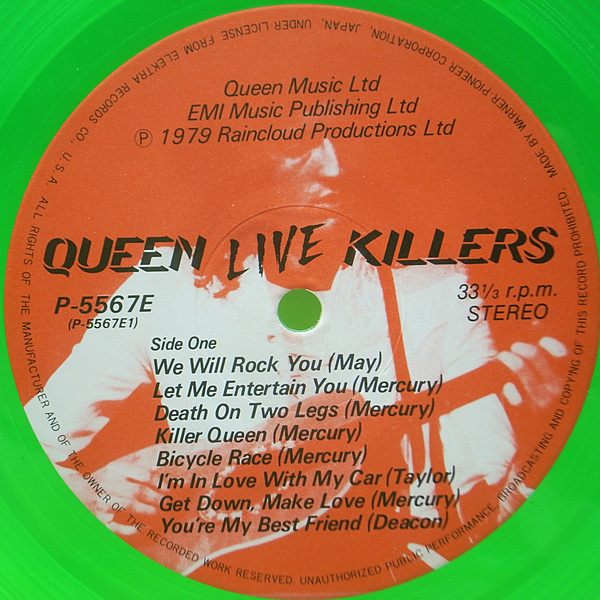 Queen Music Ltd
EMI Music Publishing Ltd
Ⓟ 1979 Raincloud Productions Ltd
QUEEN LIVE KILLERS
P-5567E
(P-5567E1)
33 1/3 r.p.m.
STEREO
Side One
We Will Rock You (May)
Let Me Entertain You (Mercury)
Death On Two Legs (Mercury)
Killer Queen (Mercury)
Bicycle Race (Mercury)
I'm In Love With My Car (Taylor)
Get Down, Make Love (Mercury)
You're My Best Friend (Deacon)
MADE BY WARNER-PIONEER CORPORATION, JAPAN, UNDER LICENSE FROM ELEKTRA RECORDS CO., U.S.A. ALL RIGHTS OF THE MANUFACTURER AND OF THE OWNER OF THE RECORDED WORK RESERVED. UNAUTHORIZED PUBLIC PERFORMANCE, BROADCASTING AND COPYING OF THIS RECORD PROHIBITED.